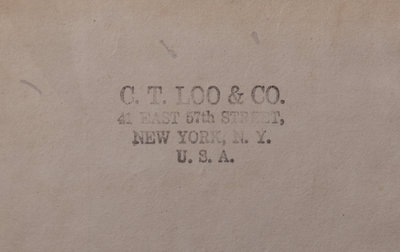 C. T. LOO & CO.
41 EAST 57th STREET,
NEW YORK, N. Y.
U. S. A.